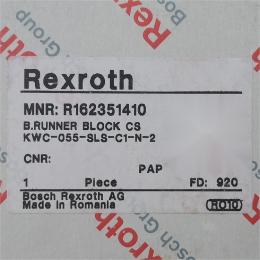 Rexroth
MNR: R162351410
B.RUNNER BLOCK CS
KWC-055-SLS-C1-N-2
CNR:
PAP
1 Piece FD: 920
Bosch Rexroth AG
Made in Romania
RO10